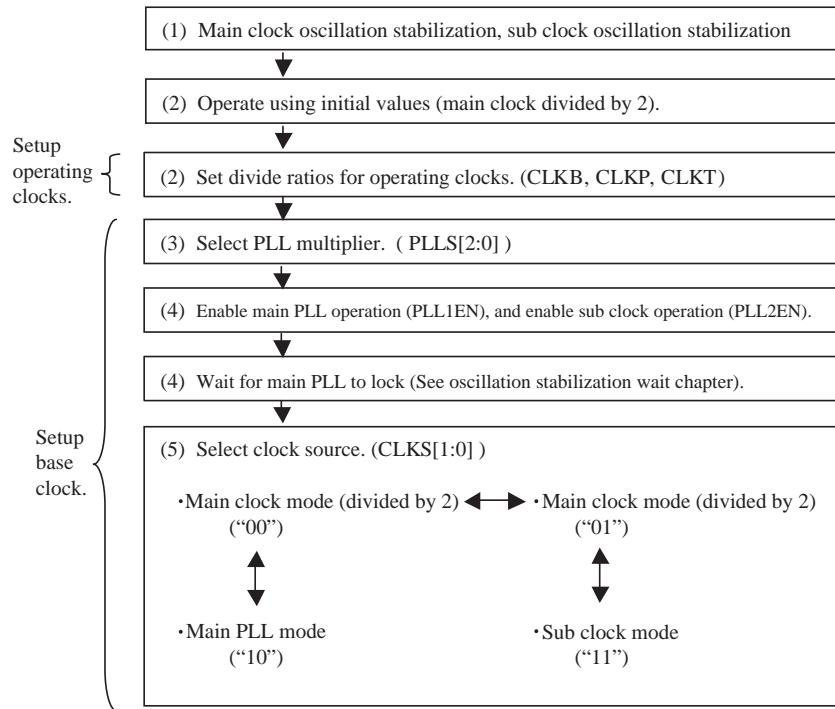 (1) Main clock oscillation stabilization, sub clock oscillation stabilization
(2) Operate using initial values (main clock divided by 2).
Setup
operating
clocks.
(2) Set divide ratios for operating clocks. (CLKB, CLKP, CLKT)
(3) Select PLL multiplier. ( PLLS[2:0] )
(4) Enable main PLL operation (PLL1EN), and enable sub clock operation (PLL2EN).
(4) Wait for main PLL to lock (See oscillation stabilization wait chapter).
Setup
base
clock.
(5) Select clock source. (CLKS[1:0] )
·Main clock mode (divided by 2)
(“00”)
·Main clock mode (divided by 2)
(“01”)
·Main PLL mode
(“10”)
·Sub clock mode
(“11”)